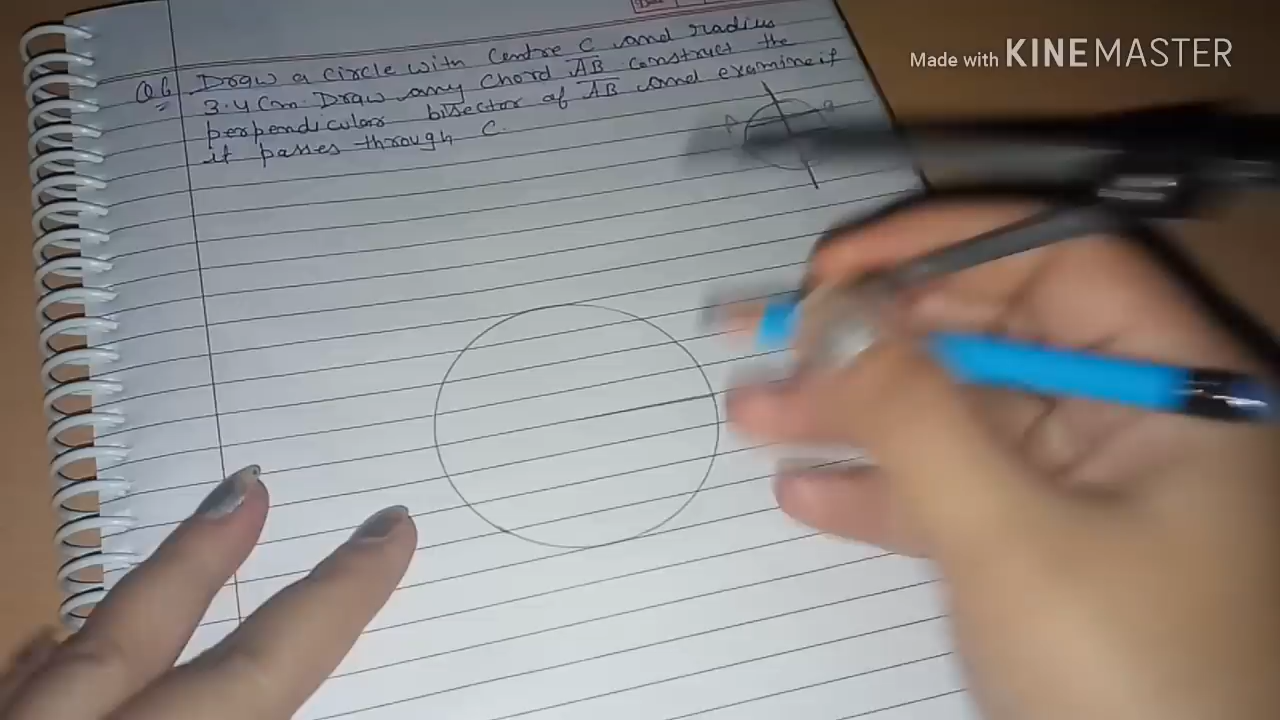 Made with KINEMASTER
Q6 Draw a circle with Centre C and radius
3.4 Cm. Draw any chord AB construct the
perpendicular bisector of AB and examine if
it passes through C.
A B